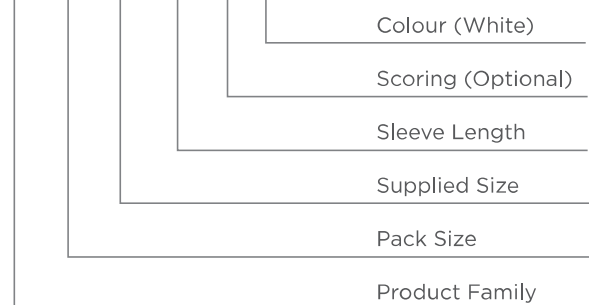 Colour (White)
Scoring (Optional)
Sleeve Length
Supplied Size
Pack Size
Product Family